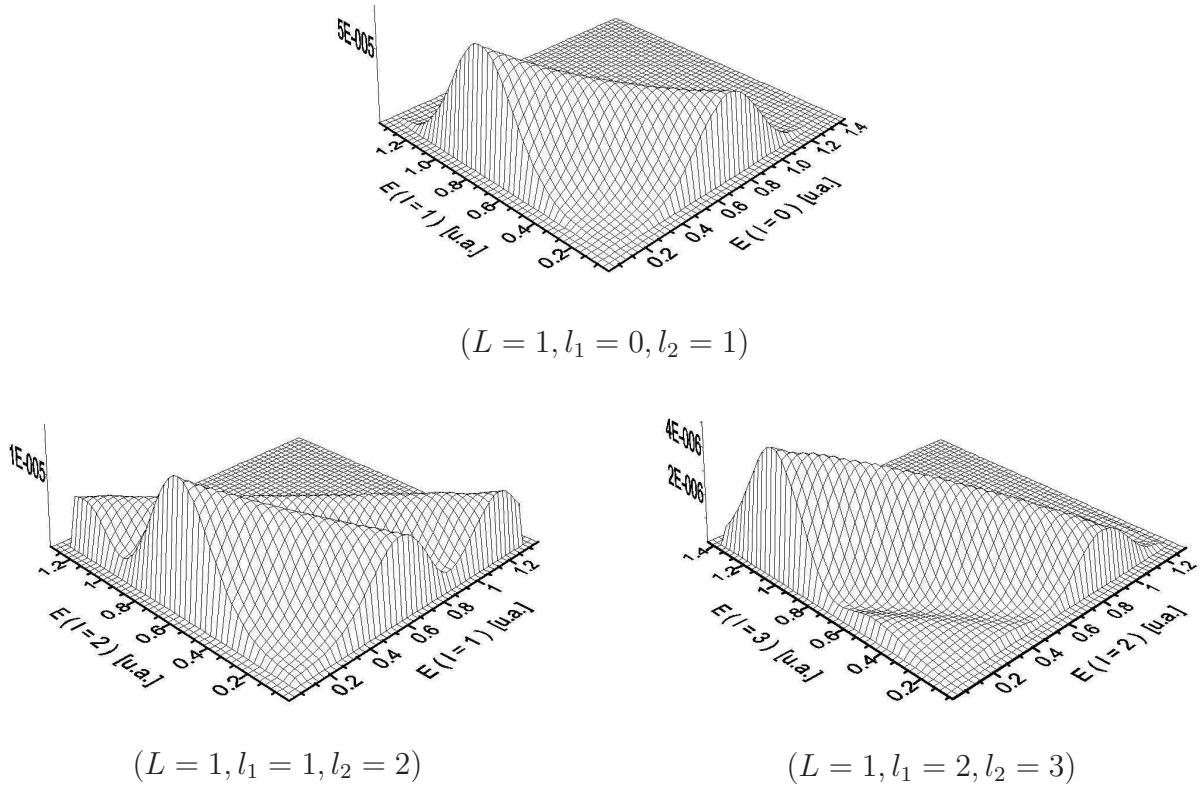 5E-005
1.2 1.0 0.8 0.6 0.4 0.2
E(l=1) [u.a.]
0.2 0.4 0.6 0.8 1.0 1.2 1.4
E(l=0) [u.a.]
(L = 1, l₁ = 0, l₂ = 1)
1E-005
1.2 1 0.8 0.6 0.4 0.2
E(l=2) [u.a.]
0.2 0.4 0.6 0.8 1 1.2
E(l=1) [u.a.]
(L = 1, l₁ = 1, l₂ = 2)
4E-006
2E-006
1.4 1.2 1 0.8 0.6 0.4 0.2
E(l=3) [u.a.]
0.2 0.4 0.6 0.8 1 1.2
E(l=2) [u.a.]
(L = 1, l₁ = 2, l₂ = 3)